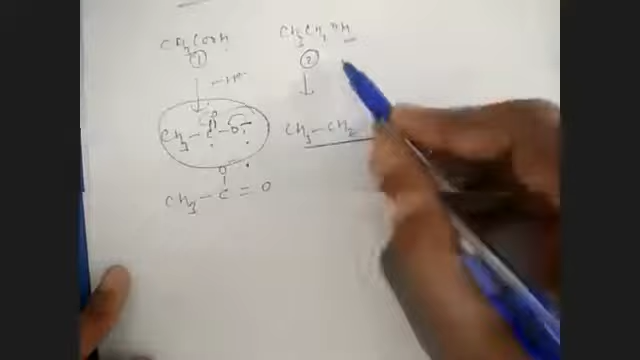 CH3COOH CH3CH2OH
1 2
-H+
CH3-C-O- CH3-CH2
O
CH3-C=O